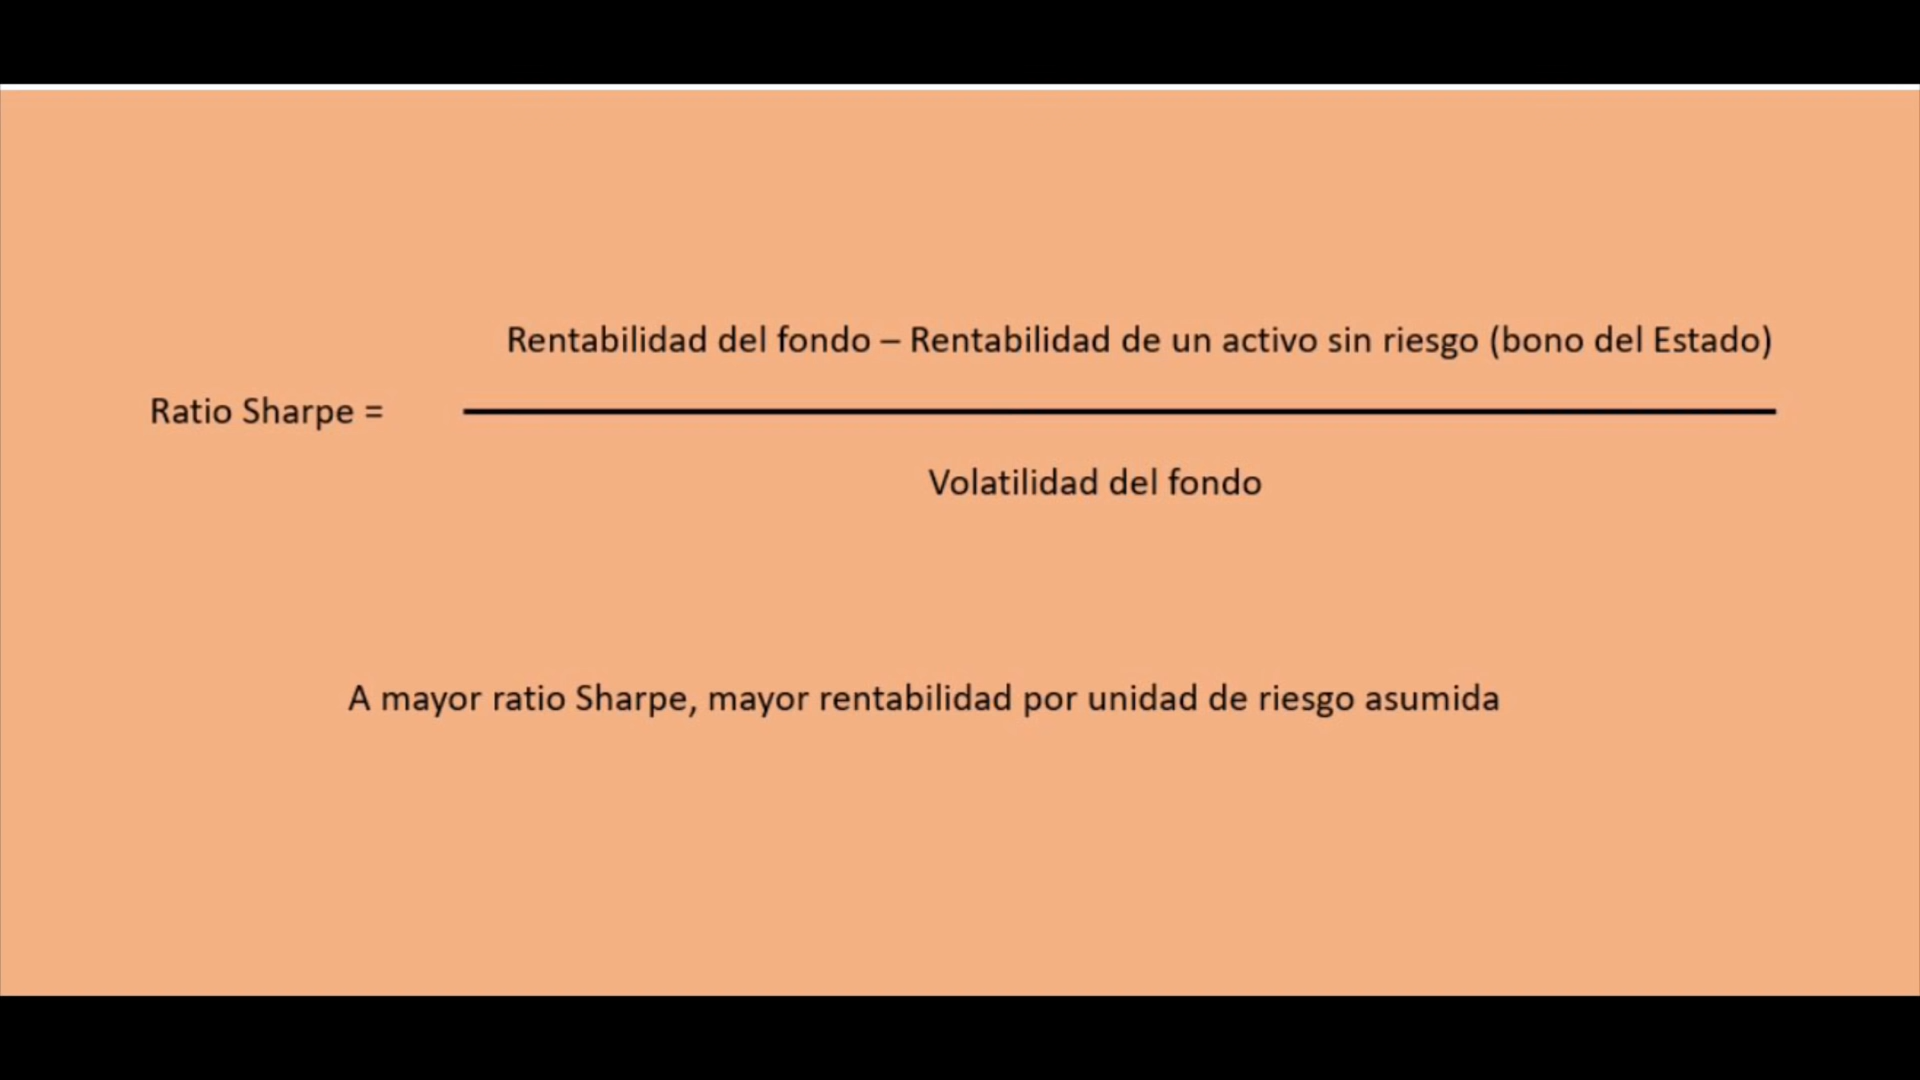 Rentabilidad del fondo – Rentabilidad de un activo sin riesgo (bono del Estado)
Ratio Sharpe =
Volatilidad del fondo
A mayor ratio Sharpe, mayor rentabilidad por unidad de riesgo asumida